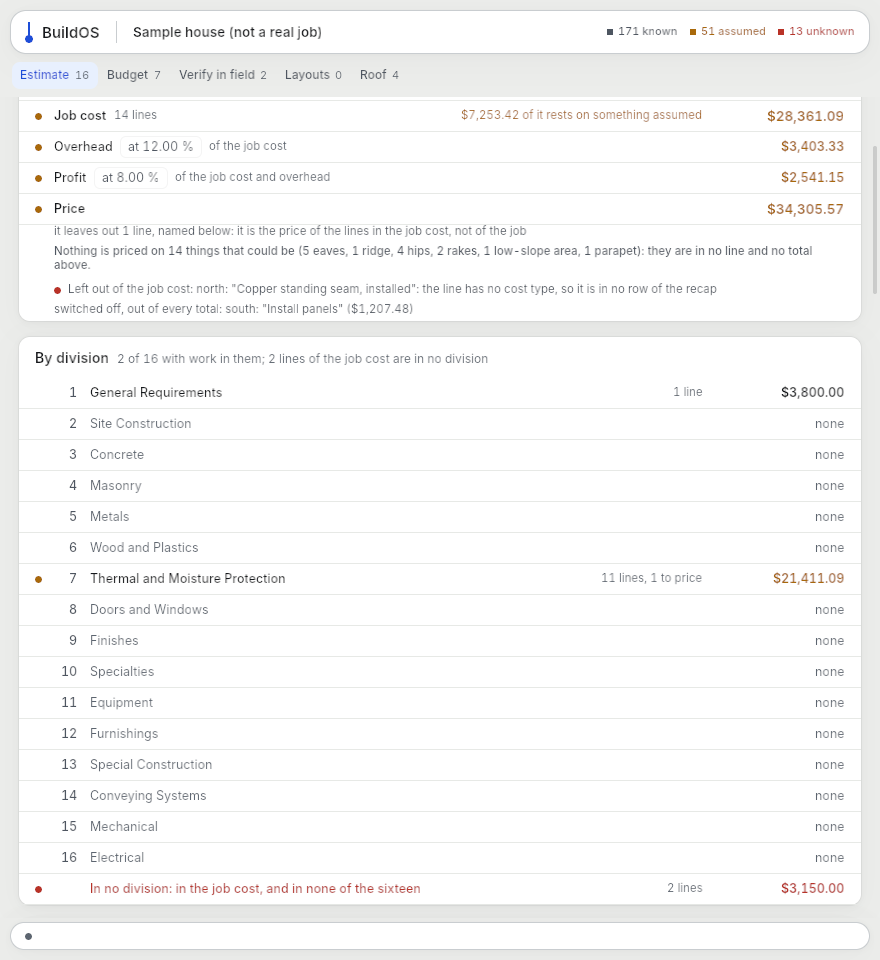 BuildOS
Sample house (not a real job)
171 known 51 assumed 13 unknown
Estimate 16 Budget 7 Verify in field 2 Layouts 0 Roof 4
Job cost 14 lines $7,253.42 of it rests on something assumed $28,361.09
Overhead at 12.00 % of the job cost $3,403.33
Profit at 8.00 % of the job cost and overhead $2,541.15
Price $34,305.57
it leaves out 1 line, named below: it is the price of the lines in the job cost, not of the job
Nothing is priced on 14 things that could be (5 eaves, 1 ridge, 4 hips, 2 rakes, 1 low-slope area, 1 parapet): they are in no line and no total
above.
Left out of the job cost: north: "Copper standing seam, installed": the line has no cost type, so it is in no row of the recap
switched off, out of every total: south: "Install panels" ($1,207.48)
By division 2 of 16 with work in them; 2 lines of the job cost are in no division
1 General Requirements 1 line $3,800.00
2 Site Construction none
3 Concrete none
4 Masonry none
5 Metals none
6 Wood and Plastics none
7 Thermal and Moisture Protection 11 lines, 1 to price $21,411.09
8 Doors and Windows none
9 Finishes none
10 Specialties none
11 Equipment none
12 Furnishings none
13 Special Construction none
14 Conveying Systems none
15 Mechanical none
16 Electrical none
In no division: in the job cost, and in none of the sixteen 2 lines $3,150.00